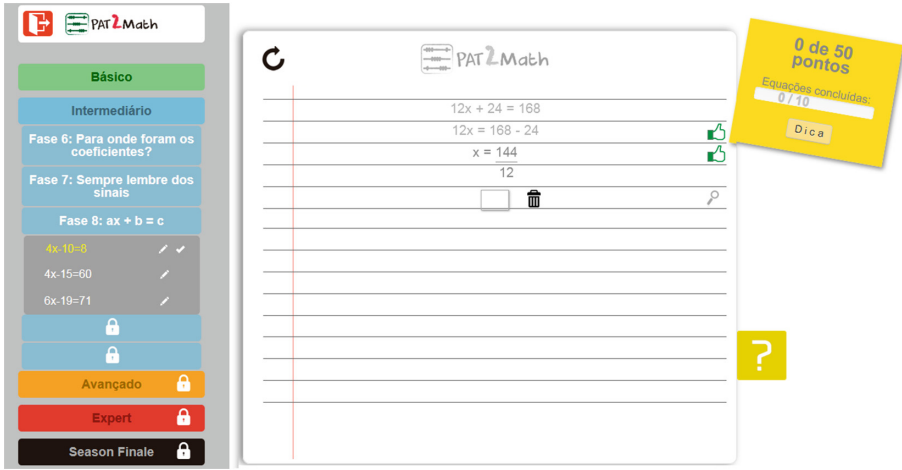 PAT2Math
Básico
Intermediário
Fase 6: Para onde foram os
coeficientes?
Fase 7: Sempre lembre dos
sinais
Fase 8: ax + b = c
4x-10=8
4x-15=60
6x-19=71
Avançado
Expert
Season Finale
PAT2Math
12x + 24 = 168
12x = 168 - 24
x = 144
12
0 de 50
pontos
Equações concluídas:
0 / 10
Dica
?